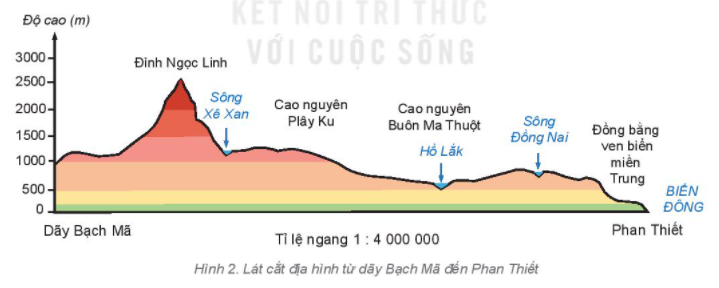 KẾT NỐI TRI THỨC
VỚI CUỘC SỐNG
Độ cao (m)
3000
2500
2000
1500
1000
500
0
Đỉnh Ngọc Linh
Sông
Xê Xan
Cao nguyên
Plây Ku
Cao nguyên
Buôn Ma Thuột
Hồ Lắk
Sông
Đồng Nai
Đồng bằng
ven biển
miền
Trung
BIỂN
ĐÔNG
Dãy Bạch Mã
Tỉ lệ ngang 1 : 4 000 000
Phan Thiết
Hình 2. Lát cắt địa hình từ dãy Bạch Mã đến Phan Thiết